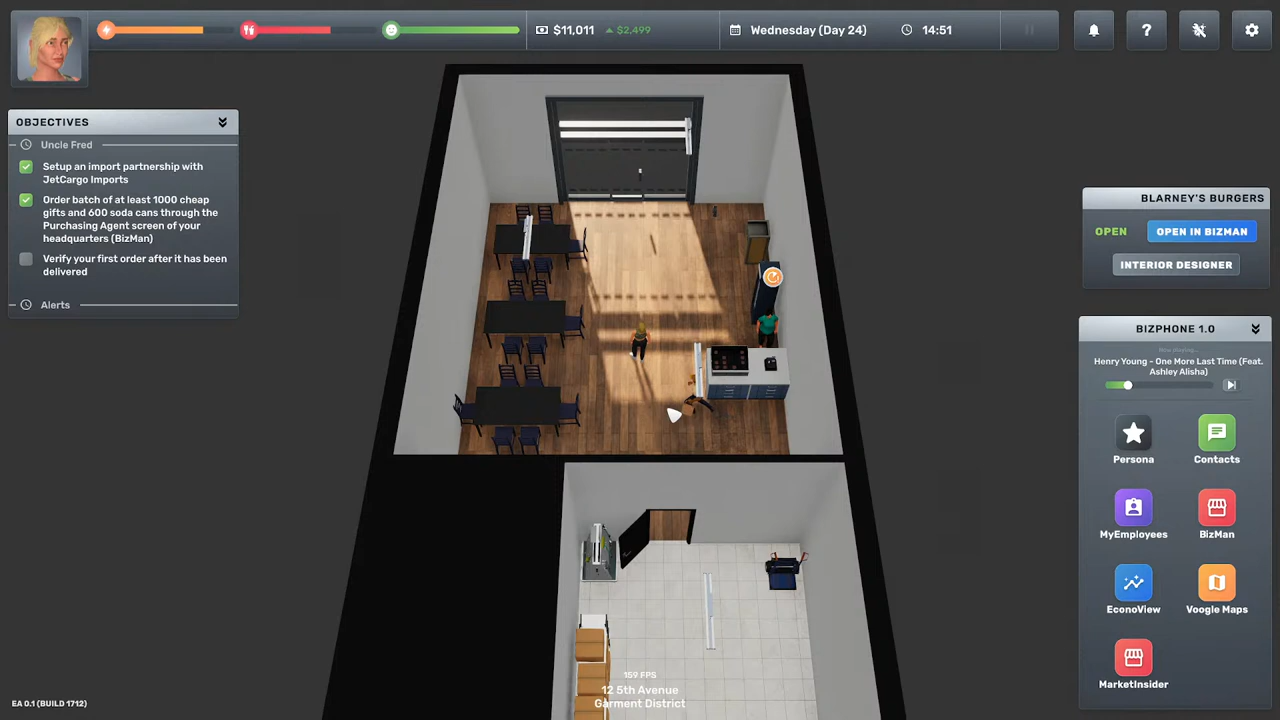 $11,011
$2,499
Wednesday (Day 24)
14:51
?
OBJECTIVES
Uncle Fred
Setup an import partnership with
JetCargo Imports
Order batch of at least 1000 cheap
gifts and 600 soda cans through the
Purchasing Agent screen of your
headquarters (BizMan)
Verify your first order after it has been
delivered
Alerts
BLARNEY'S BURGERS
OPEN
OPEN IN BIZMAN
INTERIOR DESIGNER
BIZPHONE 1.0
Now playing...
Henry Young - One More Last Time (Feat.
Ashley Alisha)
Persona
Contacts
MyEmployees
BizMan
EconoView
Voogle Maps
MarketInsider
159 FPS
12 5th Avenue
Garment District
EA 0.1 (BUILD 1712)